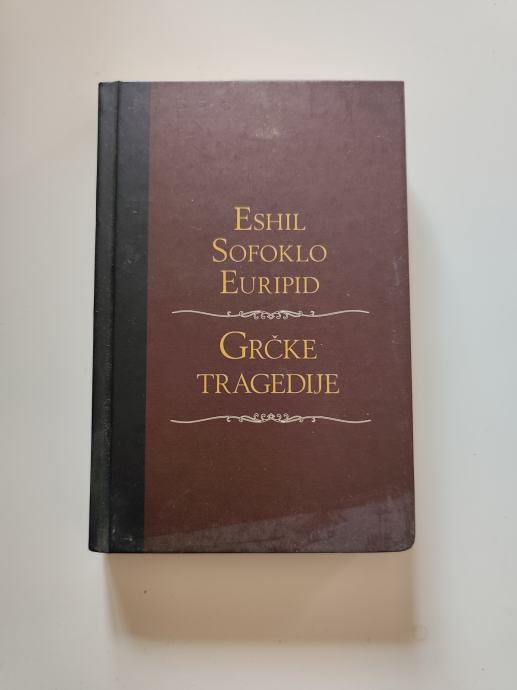 Eshil
Sofoklo
Euripid
Grčke
tragedije